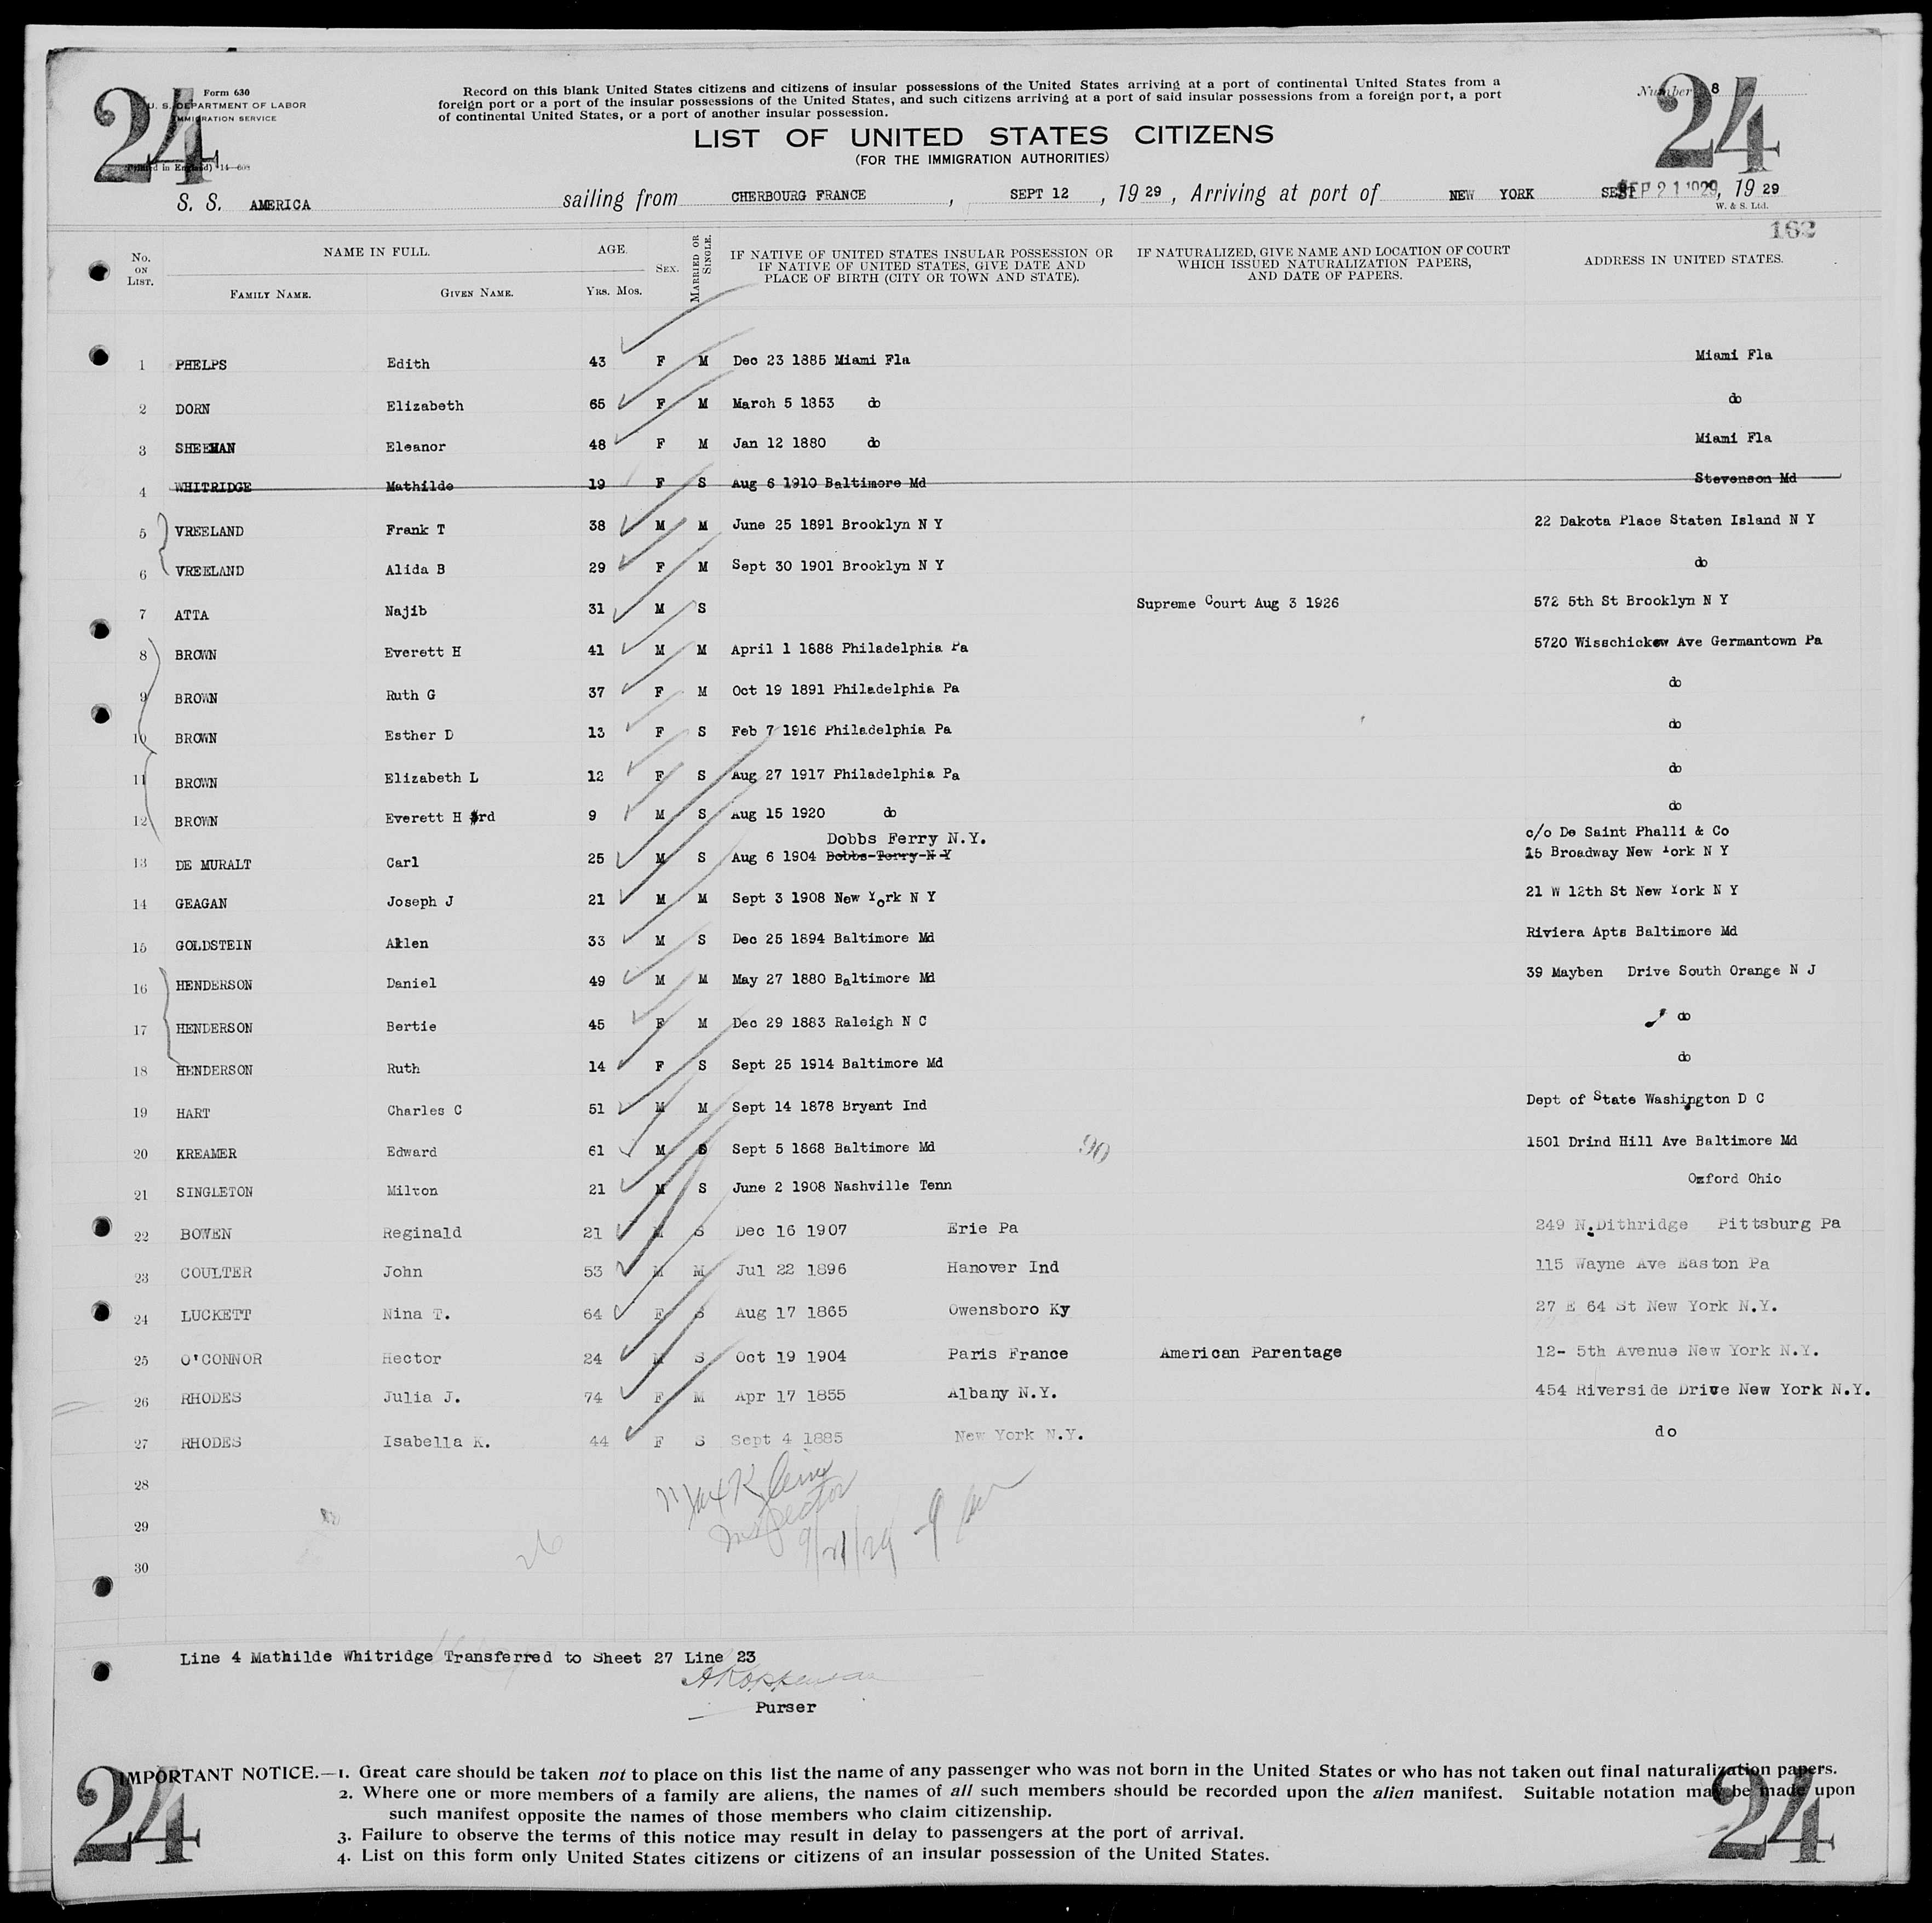 24 Form 630
U. S. DEPARTMENT OF LABOR
IMMIGRATION SERVICE
(Printed in England) 14-608
Record on this blank United States citizens and citizens of insular possessions of the United States arriving at a port of continental United States from a
foreign port or a port of the insular possessions of the United States, and such citizens arriving at a port of said insular possessions from a foreign port, a port
of continental United States, or a port of another insular possession.
Number 8 24
LIST OF UNITED STATES CITIZENS
(FOR THE IMMIGRATION AUTHORITIES)
S. S. AMERICA sailing from CHERBOURG FRANCE, SEPT 12, 1929, Arriving at port of NEW YORK SEPT SEP 21 1929, 1929
W. & S. Ltd.
162
No. ON LIST. NAME IN FULL. FAMILY NAME. GIVEN NAME. AGE. YRS. MOS. SEX. MARRIED OR SINGLE. IF NATIVE OF UNITED STATES INSULAR POSSESSION OR IF NATIVE OF UNITED STATES, GIVE DATE AND PLACE OF BIRTH (CITY OR TOWN AND STATE). IF NATURALIZED, GIVE NAME AND LOCATION OF COURT WHICH ISSUED NATURALIZATION PAPERS, AND DATE OF PAPERS. ADDRESS IN UNITED STATES.
1 PHELPS Edith 43 F M Dec 23 1885 Miami Fla Miami Fla
2 DORN Elizabeth 65 F M March 5 1853 do do
3 SHEEHAN Eleanor 48 F M Jan 12 1880 do Miami Fla
4 WHITRIDGE Mathilde 19 F S Aug 6 1910 Baltimore Md Stevenson Md
5 VREELAND Frank T 38 M M June 25 1891 Brooklyn N Y 22 Dakota Place Staten Island N Y
6 VREELAND Alida B 29 F M Sept 30 1901 Brooklyn N Y do
7 ATTA Najib 31 M S Supreme Court Aug 3 1926 572 5th St Brooklyn N Y
8 BROWN Everett H 41 M M April 1 1888 Philadelphia Pa 5720 Wisschickow Ave Germantown Pa
9 BROWN Ruth G 37 F M Oct 19 1891 Philadelphia Pa do
10 BROWN Esther D 13 F S Feb 7 1916 Philadelphia Pa do
11 BROWN Elizabeth L 12 F S Aug 27 1917 Philadelphia Pa do
12 BROWN Everett H 3rd 9 M S Aug 15 1920 do do
Dobbs Ferry N.Y. c/o De Saint Phalli & Co
13 DE MURALT Carl 25 M S Aug 6 1904 Dobbs-Terry-N-Y 15 Broadway New York N Y
14 GEAGAN Joseph J 21 M M Sept 3 1908 New York N Y 21 W 12th St New York N Y
15 GOLDSTEIN Allen 33 M S Dec 25 1894 Baltimore Md Riviera Apts Baltimore Md
16 HENDERSON Daniel 49 M M May 27 1880 Baltimore Md 39 Mayben Drive South Orange N J
17 HENDERSON Bertie 45 F M Dec 29 1883 Raleigh N C do
18 HENDERSON Ruth 14 F S Sept 25 1914 Baltimore Md do
19 HART Charles C 51 M M Sept 14 1878 Bryant Ind Dept of State Washington D C
20 KREAMER Edward 61 M S Sept 5 1868 Baltimore Md 90 1501 Drind Hill Ave Baltimore Md
21 SINGLETON Milton 21 M S June 2 1908 Nashville Tenn Oxford Ohio
22 BOWEN Reginald 21 M S Dec 16 1907 Erie Pa 249 N.Dithridge Pittsburg Pa
23 COULTER John 53 M M Jul 22 1896 Hanover Ind 115 Wayne Ave Easton Pa
24 LUCKETT Nina T. 64 F S Aug 17 1865 Owensboro Ky 27 E 64 St New York N.Y.
25 O'CONNOR Hector 24 M S Oct 19 1904 Paris France American Parentage 12- 5th Avenue New York N.Y.
26 RHODES Julia J. 74 F M Apr 17 1855 Albany N.Y. 454 Riverside Drive New York N.Y.
27 RHODES Isabella K. 44 F S Sept 4 1885 New York N.Y. do
28
29
30
Max Klein
Inspector
9/21/29
26
Line 4 Mathilde Whitridge Transferred to Sheet 27 Line 23
Purser
24 IMPORTANT NOTICE.—1. Great care should be taken not to place on this list the name of any passenger who was not born in the United States or who has not taken out final naturalization papers.
2. Where one or more members of a family are aliens, the names of all such members should be recorded upon the alien manifest. Suitable notation may be made upon
such manifest opposite the names of those members who claim citizenship.
3. Failure to observe the terms of this notice may result in delay to passengers at the port of arrival.
4. List on this form only United States citizens or citizens of an insular possession of the United States.
24